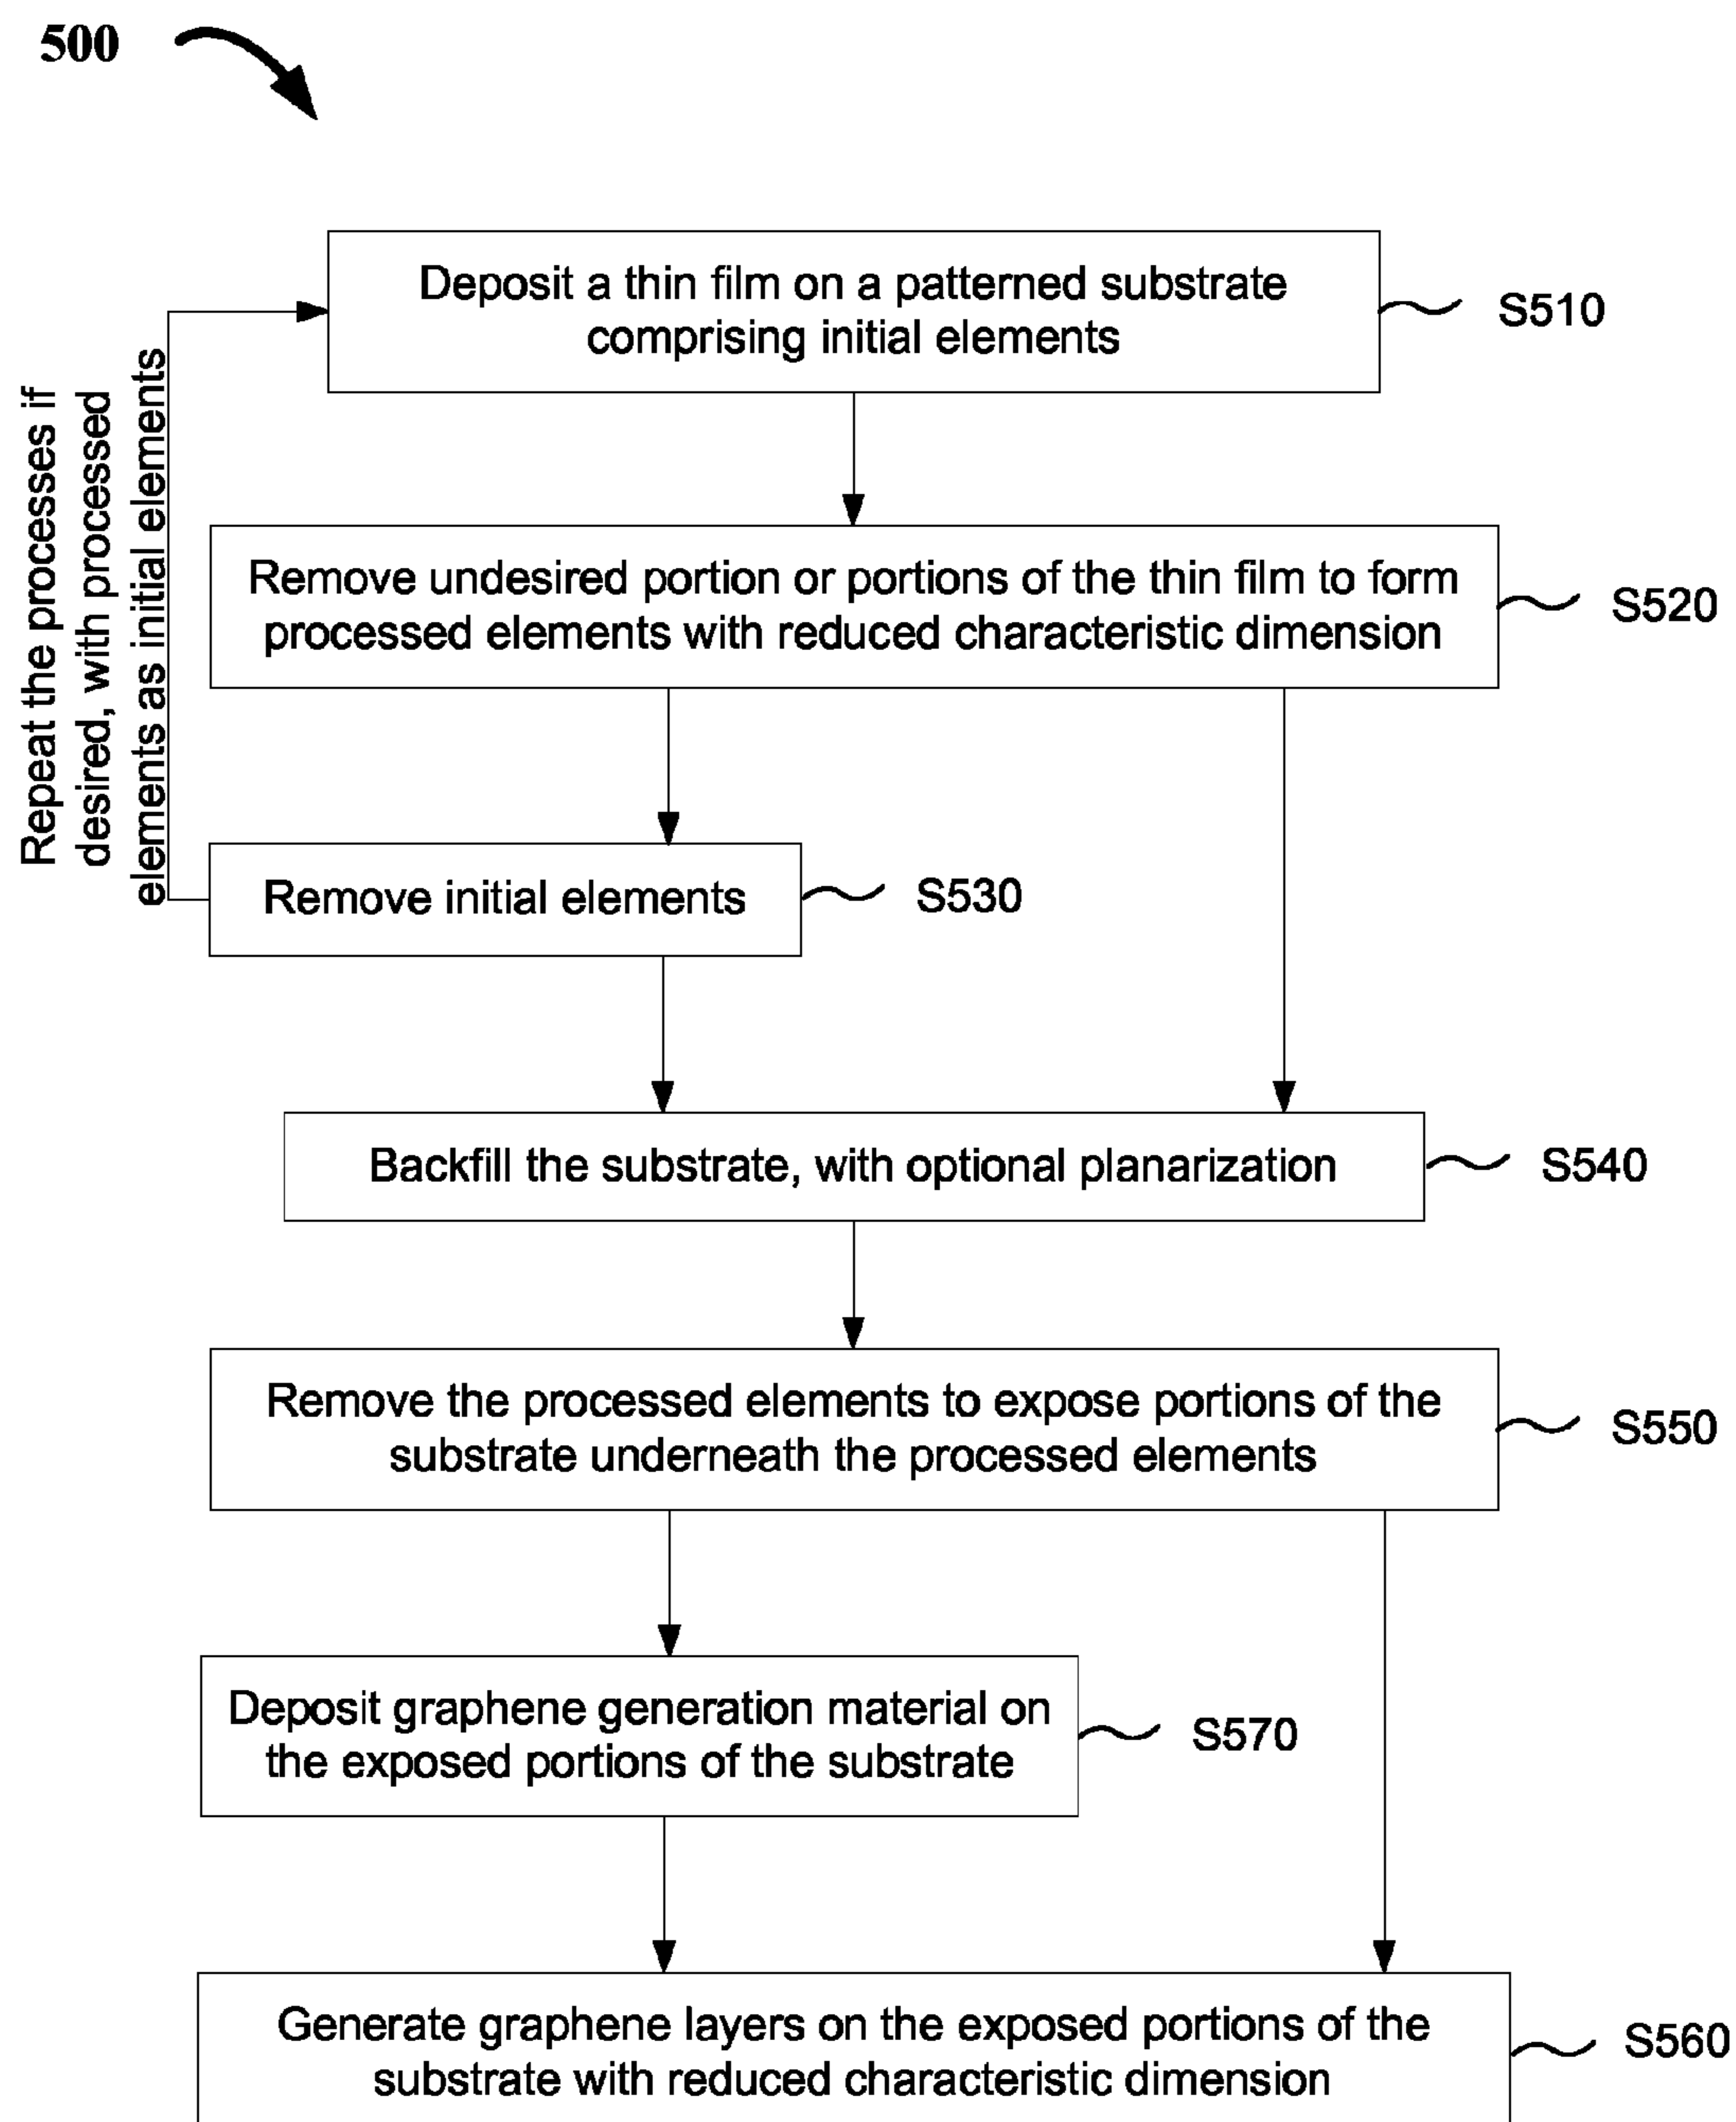 500
Deposit a thin film on a patterned substrate
comprising initial elements
S510
Repeat the processes if
desired, with processed
elements as initial elements
Remove undesired portion or portions of the thin film to form
processed elements with reduced characteristic dimension
S520
Remove initial elements
S530
Backfill the substrate, with optional planarization
S540
Remove the processed elements to expose portions of the
substrate underneath the processed elements
S550
Deposit graphene generation material on
the exposed portions of the substrate
S570
Generate graphene layers on the exposed portions of the
substrate with reduced characteristic dimension
S560